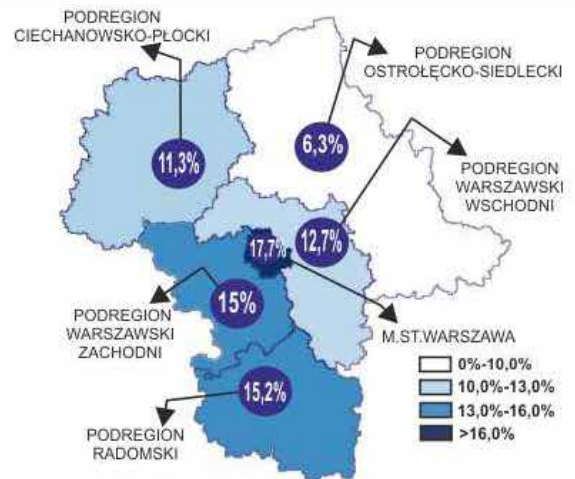 PODREGION
CIECHANOWSKO-PŁOCKI
PODREGION
OSTROŁĘCKO-SIEDLECKI
11,3%
6,3%
PODREGION
WARSZAWSKI
WSCHODNI
12,7%
17,7%
15%
PODREGION
WARSZAWSKI
ZACHODNI
M.ST.WARSZAWA
15,2%
PODREGION
RADOMSKI
0%-10,0%
10,0%-13,0%
13,0%-16,0%
>16,0%